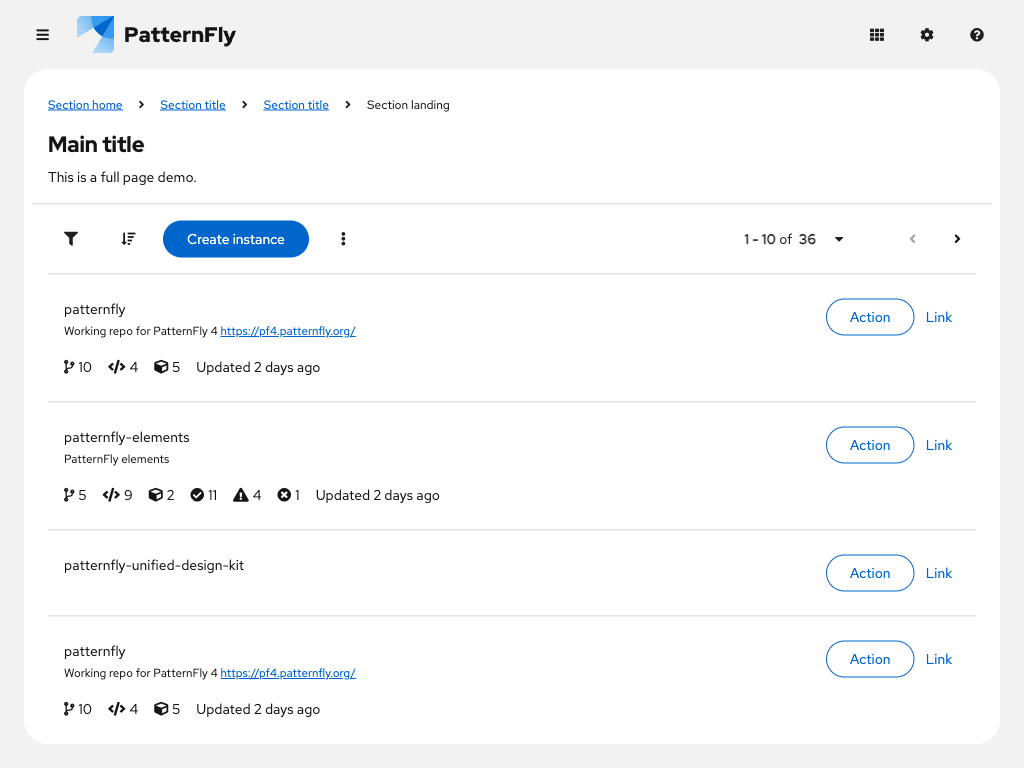 PatternFly
Section home Section title Section title Section landing
Main title
This is a full page demo.
Create instance 1 - 10 of 36
patternfly Action Link
Working repo for PatternFly 4 https://pf4.patternfly.org/
10 4 5 Updated 2 days ago
patternfly-elements Action Link
PatternFly elements
5 9 2 11 4 1 Updated 2 days ago
patternfly-unified-design-kit Action Link
patternfly Action Link
Working repo for PatternFly 4 https://pf4.patternfly.org/
10 4 5 Updated 2 days ago